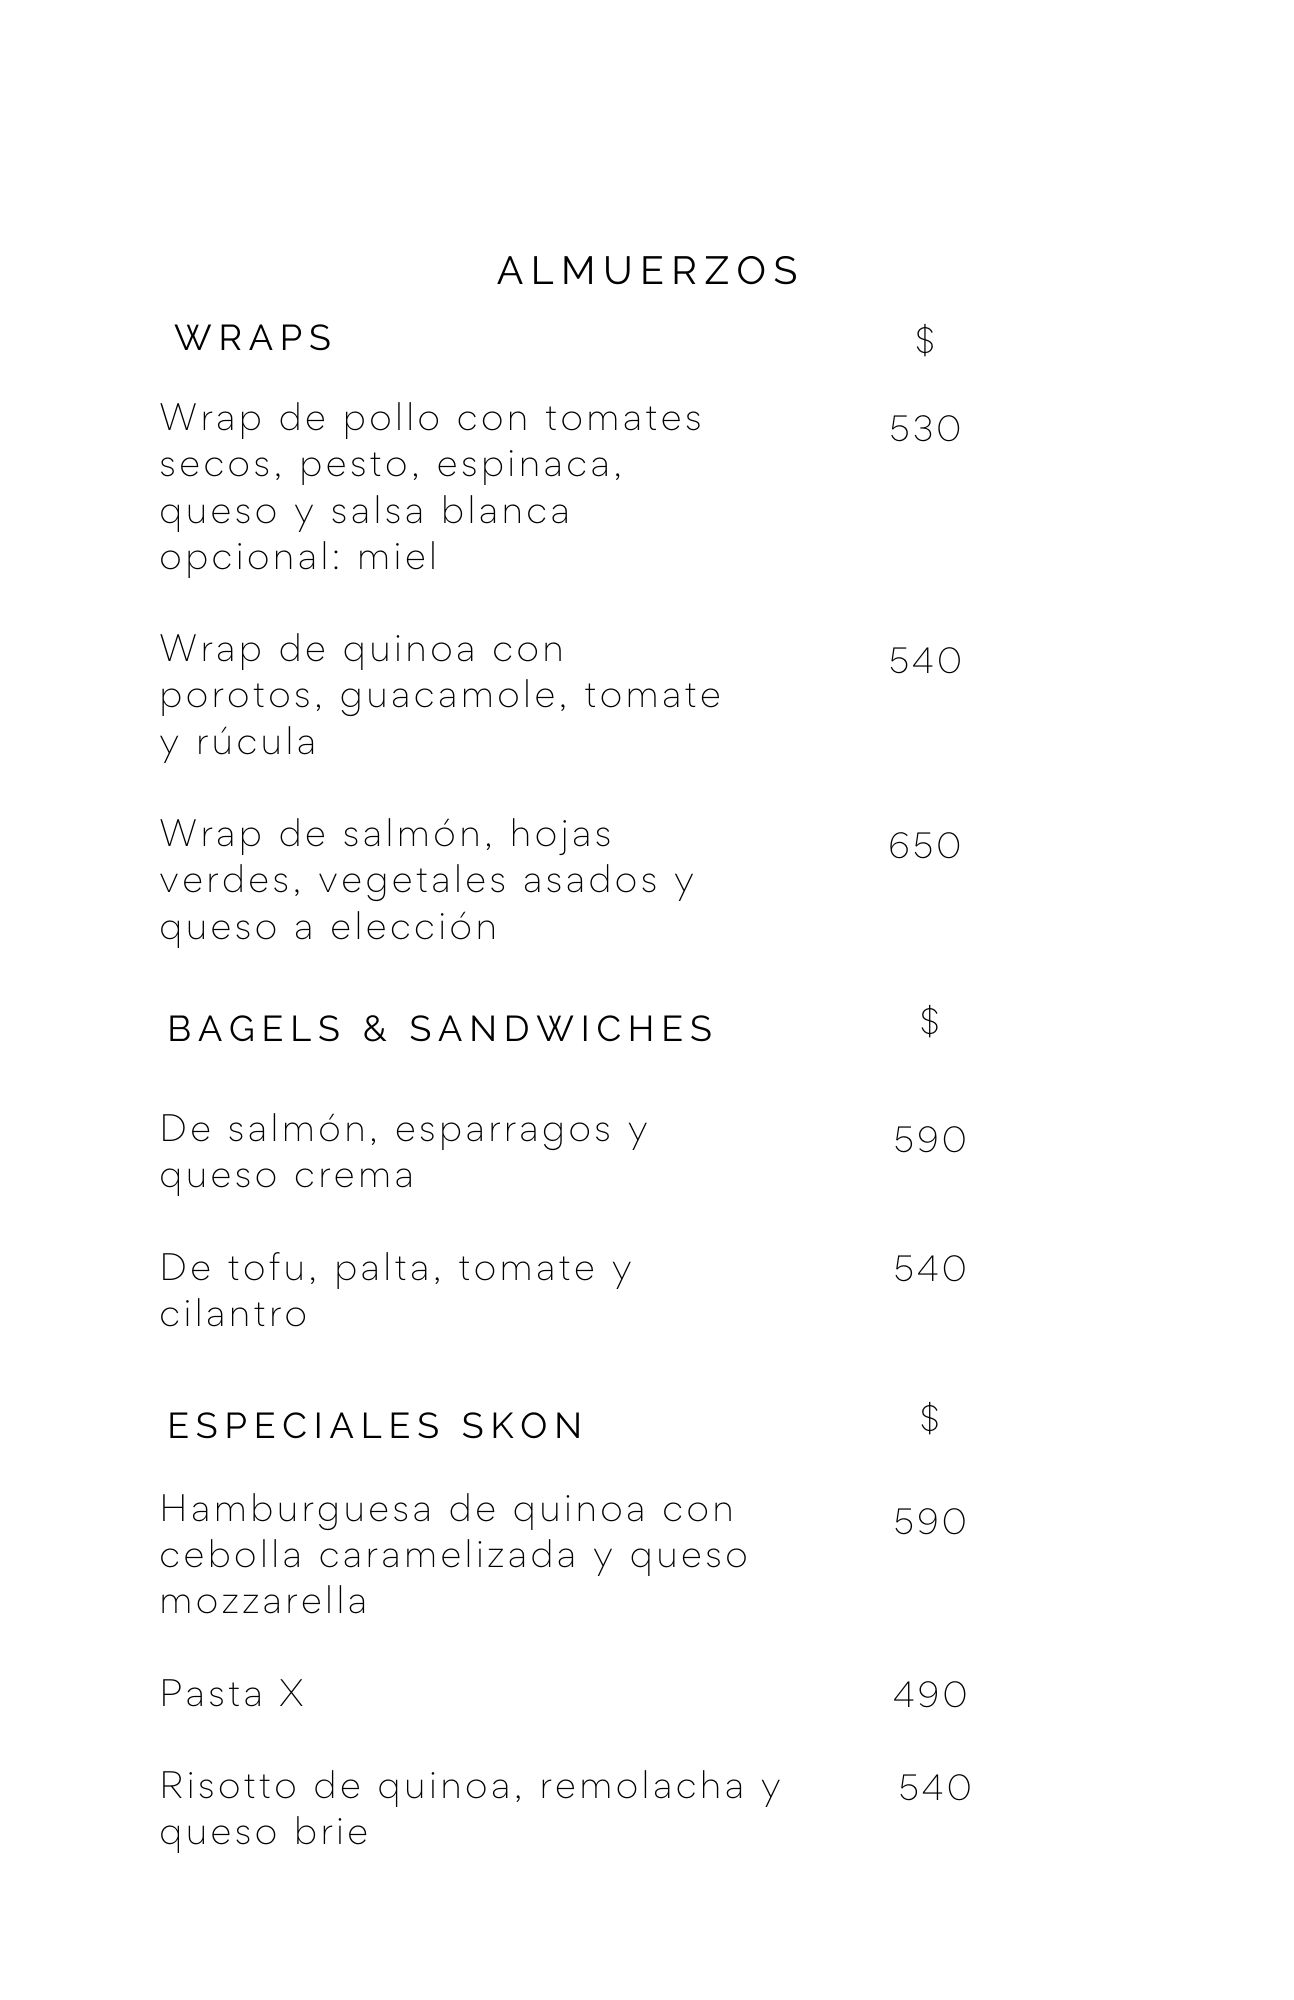 ALMUERZOS
WRAPS $
Wrap de pollo con tomates 530
secos, pesto, espinaca,
queso y salsa blanca
opcional: miel
Wrap de quinoa con 540
porotos, guacamole, tomate
y rúcula
Wrap de salmón, hojas 650
verdes, vegetales asados y
queso a elección
BAGELS & SANDWICHES $
De salmón, esparragos y 590
queso crema
De tofu, palta, tomate y 540
cilantro
ESPECIALES SKON $
Hamburguesa de quinoa con 590
cebolla caramelizada y queso
mozzarella
Pasta X 490
Risotto de quinoa, remolacha y 540
queso brie